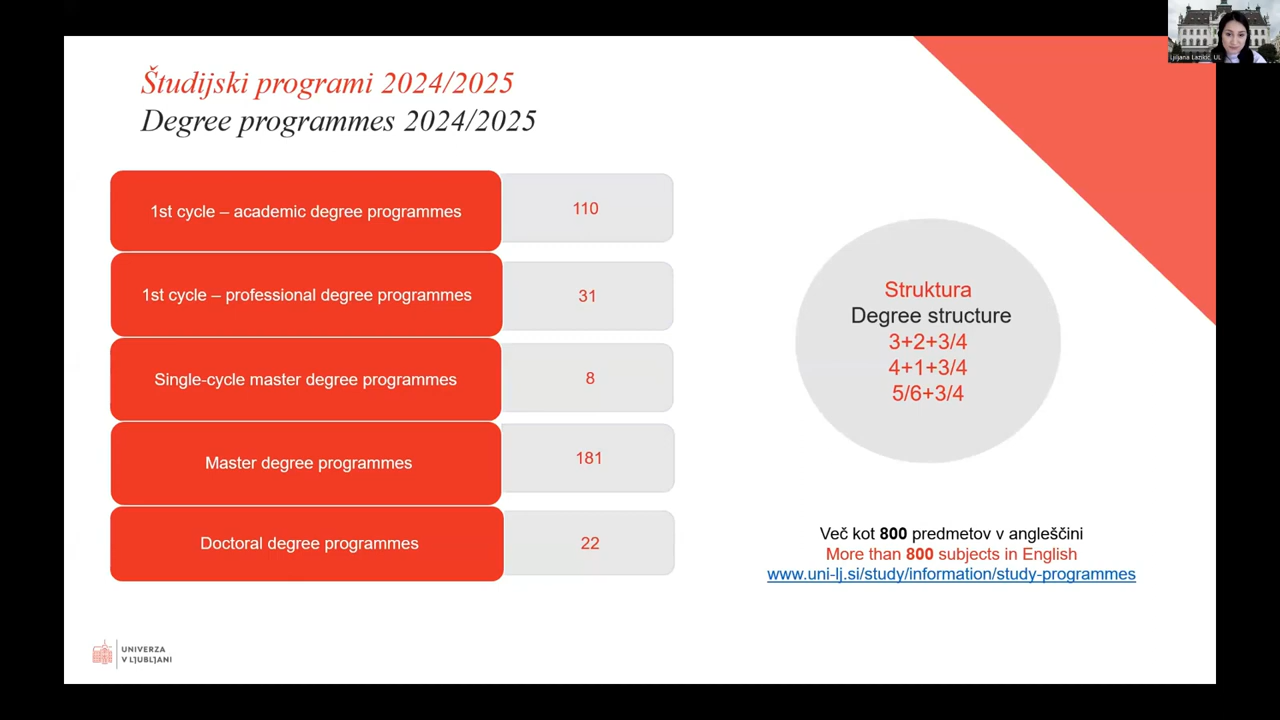 Študijski programi 2024/2025
Degree programmes 2024/2025
1st cycle – academic degree programmes
110
1st cycle – professional degree programmes
31
Single-cycle master degree programmes
8
Master degree programmes
181
Doctoral degree programmes
22
Struktura
Degree structure
3+2+3/4
4+1+3/4
5/6+3/4
Več kot 800 predmetov v angleščini
More than 800 subjects in English
www.uni-lj.si/study/information/study-programmes
UNIVERZA
V LJUBLJANI
Ljiljana Lazikić, UL